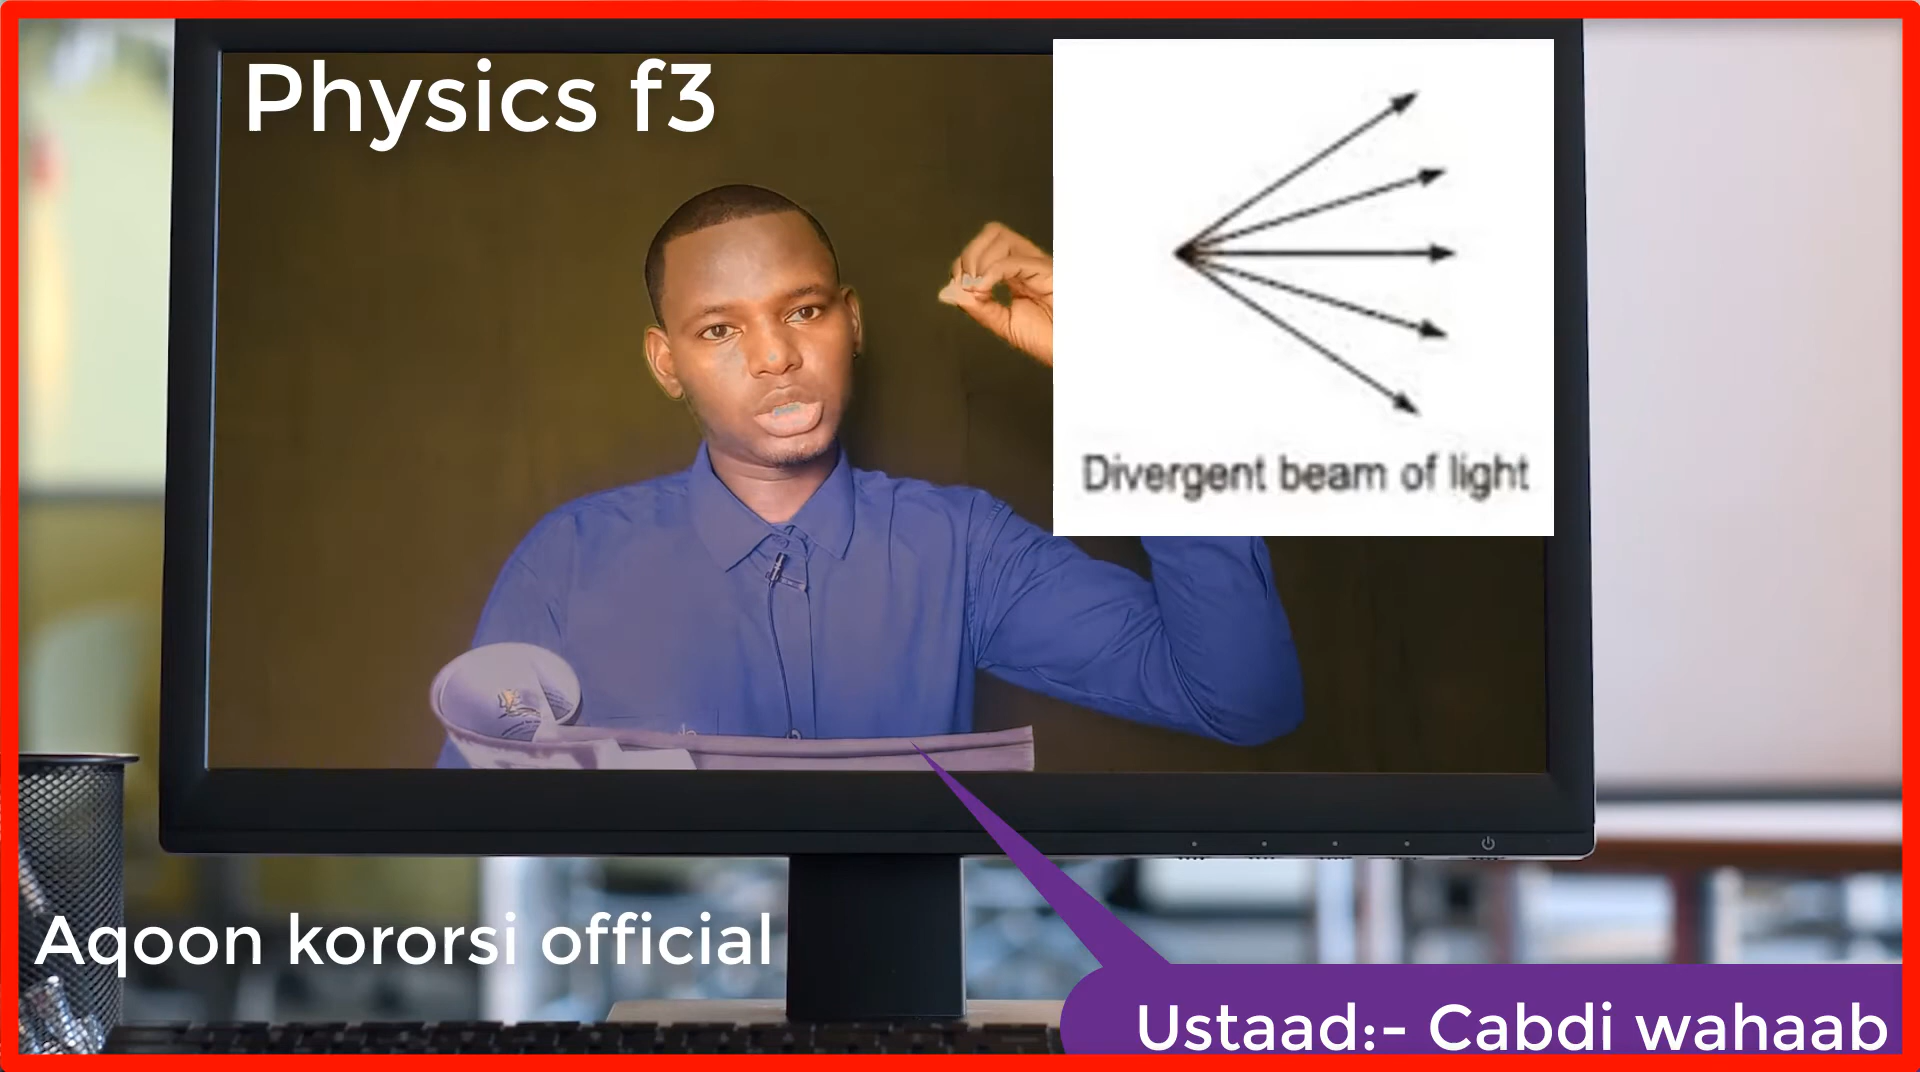 Physics f3
Divergent beam of light
Aqoon kororsi official
Ustaad:- Cabdi wahaab